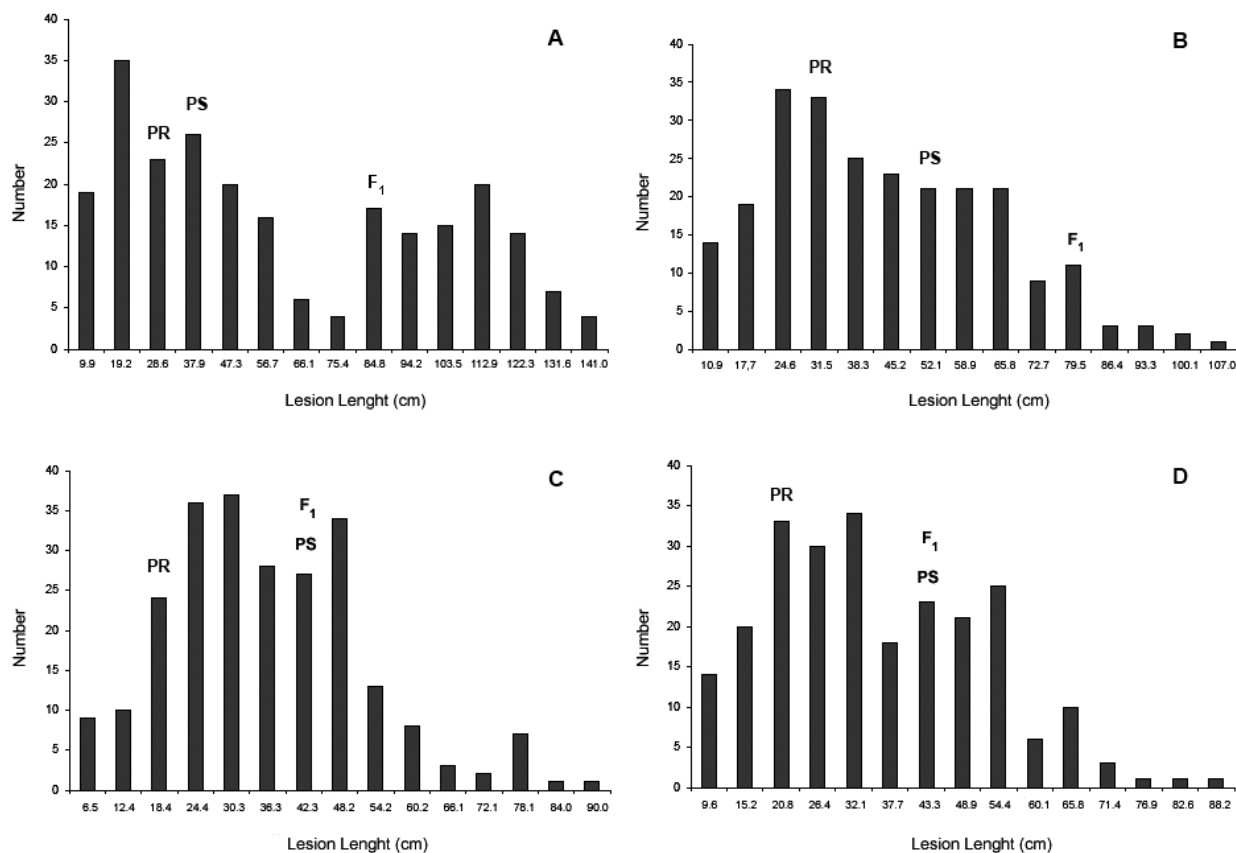 A
40
35
30
25
20
15
10
5
0
Number
PR
PS
F1
9.9 19.2 28.6 37.9 47.3 56.7 66.1 75.4 84.8 94.2 103.5 112.9 122.3 131.6 141.0
Lesion Lenght (cm)
B
40
35
30
25
20
15
10
5
0
Number
PR
PS
F1
10.9 17,7 24.6 31.5 38.3 45.2 52.1 58.9 65.8 72.7 79.5 86.4 93.3 100.1 107.0
Lesion Lenght (cm)
C
40
35
30
25
20
15
10
5
0
Number
PR
F1
PS
6.5 12.4 18.4 24.4 30.3 36.3 42.3 48.2 54.2 60.2 66.1 72.1 78.1 84.0 90.0
Lesion Lenght (cm)
D
40
35
30
25
20
15
10
5
0
Number
PR
F1
PS
9.6 15.2 20.8 26.4 32.1 37.7 43.3 48.9 54.4 60.1 65.8 71.4 76.9 82.6 88.2
Lesion Lenght (cm)